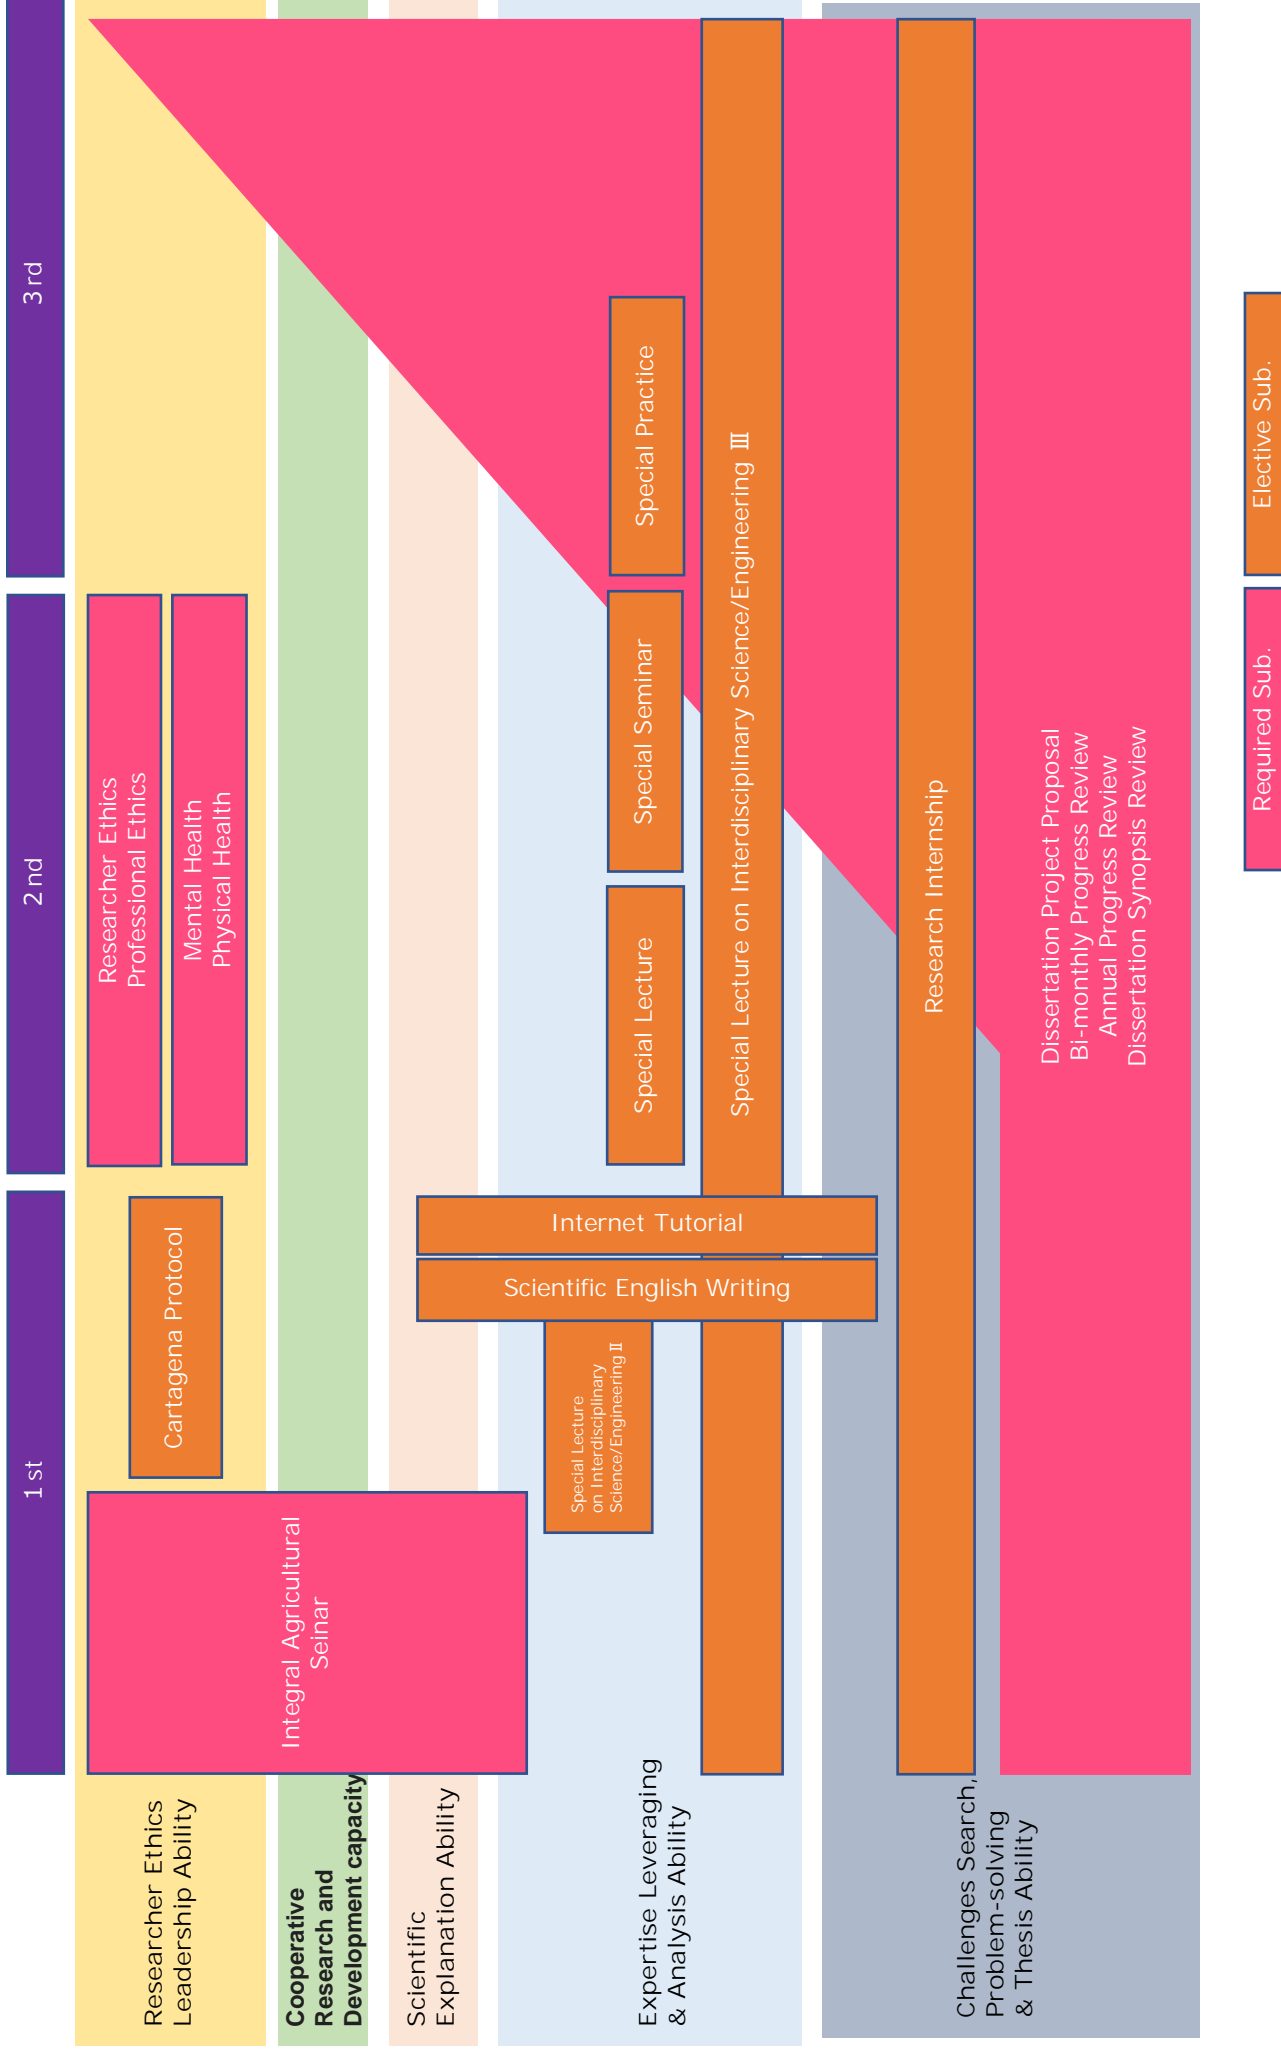 1st
2nd
3rd
Researcher Ethics
Leadership Ability
Integral Agricultural
Seinar
Cartagena Protocol
Researcher Ethics
Professional Ethics
Mental Health
Physical Health
Cooperative
Research and
Development capacity
Scientific
Explanation Ability
Scientific English Writing
Internet Tutorial
Expertise Leveraging
& Analysis Ability
Special Lecture
on Interdisciplinary
Science/Engineering Ⅱ
Special Lecture
Special Seminar
Special Practice
Special Lecture on Interdisciplinary Science/Engineering Ⅲ
Challenges Search,
Problem-solving
& Thesis Ability
Research Internship
Dissertation Project Proposal
Bi-monthly Progress Review
Annual Progress Review
Dissertation Synopsis Review
Required Sub.
Elective Sub.